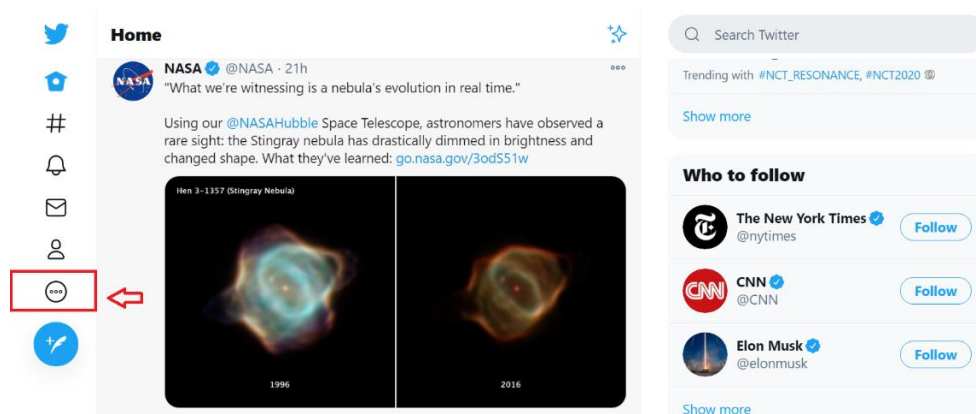 Home
NASA @NASA · 21h
"What we're witnessing is a nebula's evolution in real time."
Using our @NASAHubble Space Telescope, astronomers have observed a
rare sight: the Stingray nebula has drastically dimmed in brightness and
changed shape. What they've learned: go.nasa.gov/3odS51w
Hen 3-1357 (Stingray Nebula)
1996
2016
Search Twitter
Trending with #NCT_RESONANCE, #NCT2020
Show more
Who to follow
The New York Times
@nytimes
Follow
CNN
CNN
@CNN
Follow
Elon Musk
@elonmusk
Follow
Show more
NASA